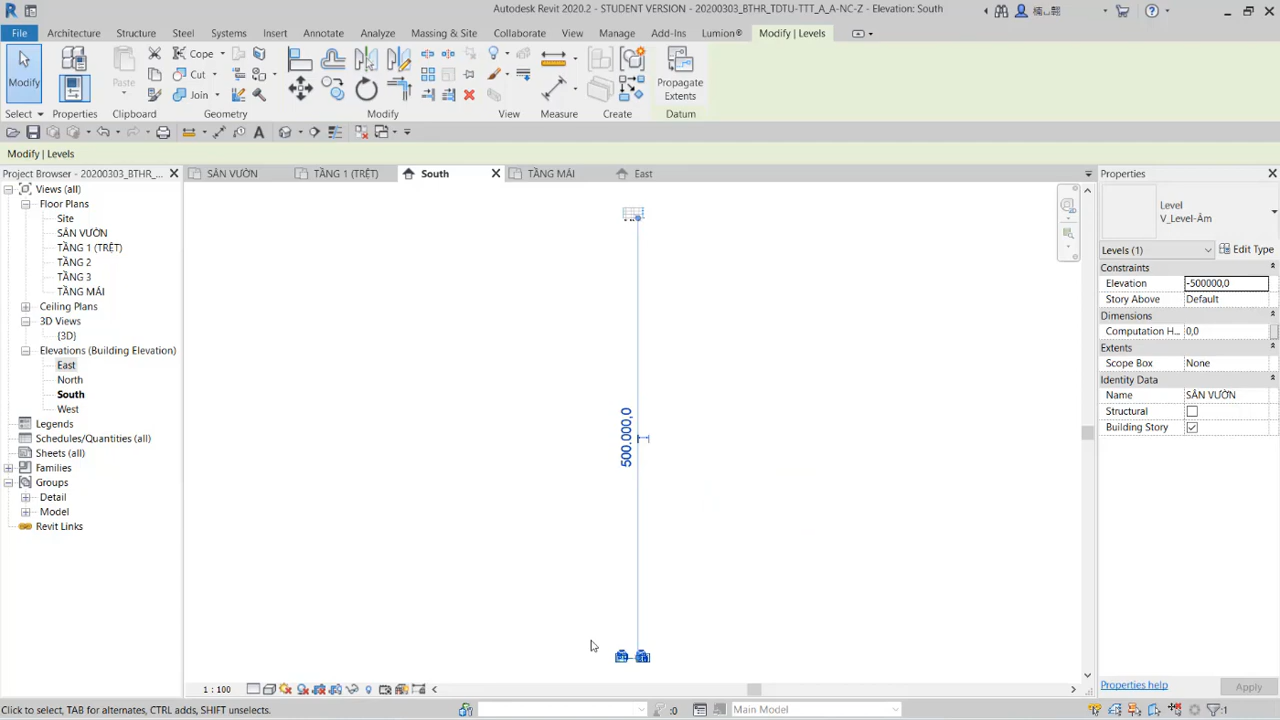 Autodesk Revit 2020.2 - STUDENT VERSION - 20200303_BTHR_TDTU-TTT_A_A-NC-Z - Elevation: South
File Architecture Structure Steel Systems Insert Annotate Analyze Massing & Site Collaborate View Manage Add-Ins Lumion® Modify | Levels
Modify
Paste
Cope
Cut
Join
Propagate
Extents
Select Properties Clipboard Geometry Modify View Measure Create Datum
Modify | Levels
Project Browser - 20200303_BTHR_...
SÂN VƯỜN
TẦNG 1 (TRỆT)
South
TẦNG MÁI
East
Views (all)
Floor Plans
Site
SÂN VƯỜN
TẦNG 1 (TRỆT)
TẦNG 2
TẦNG 3
TẦNG MÁI
Ceiling Plans
3D Views
{3D}
Elevations (Building Elevation)
East
North
South
West
Legends
Schedules/Quantities (all)
Sheets (all)
Families
Groups
Detail
Model
Revit Links
500.000,0
Properties
Level
V_Level-Âm
Levels (1) Edit Type
Constraints
Elevation -500000,0
Story Above Default
Dimensions
Computation H... 0,0
Extents
Scope Box None
Identity Data
Name SÂN VƯỜN
Structural
Building Story
Properties help Apply
1 : 100
Click to select, TAB for alternates, CTRL adds, SHIFT unselects.
:0
Main Model
:1